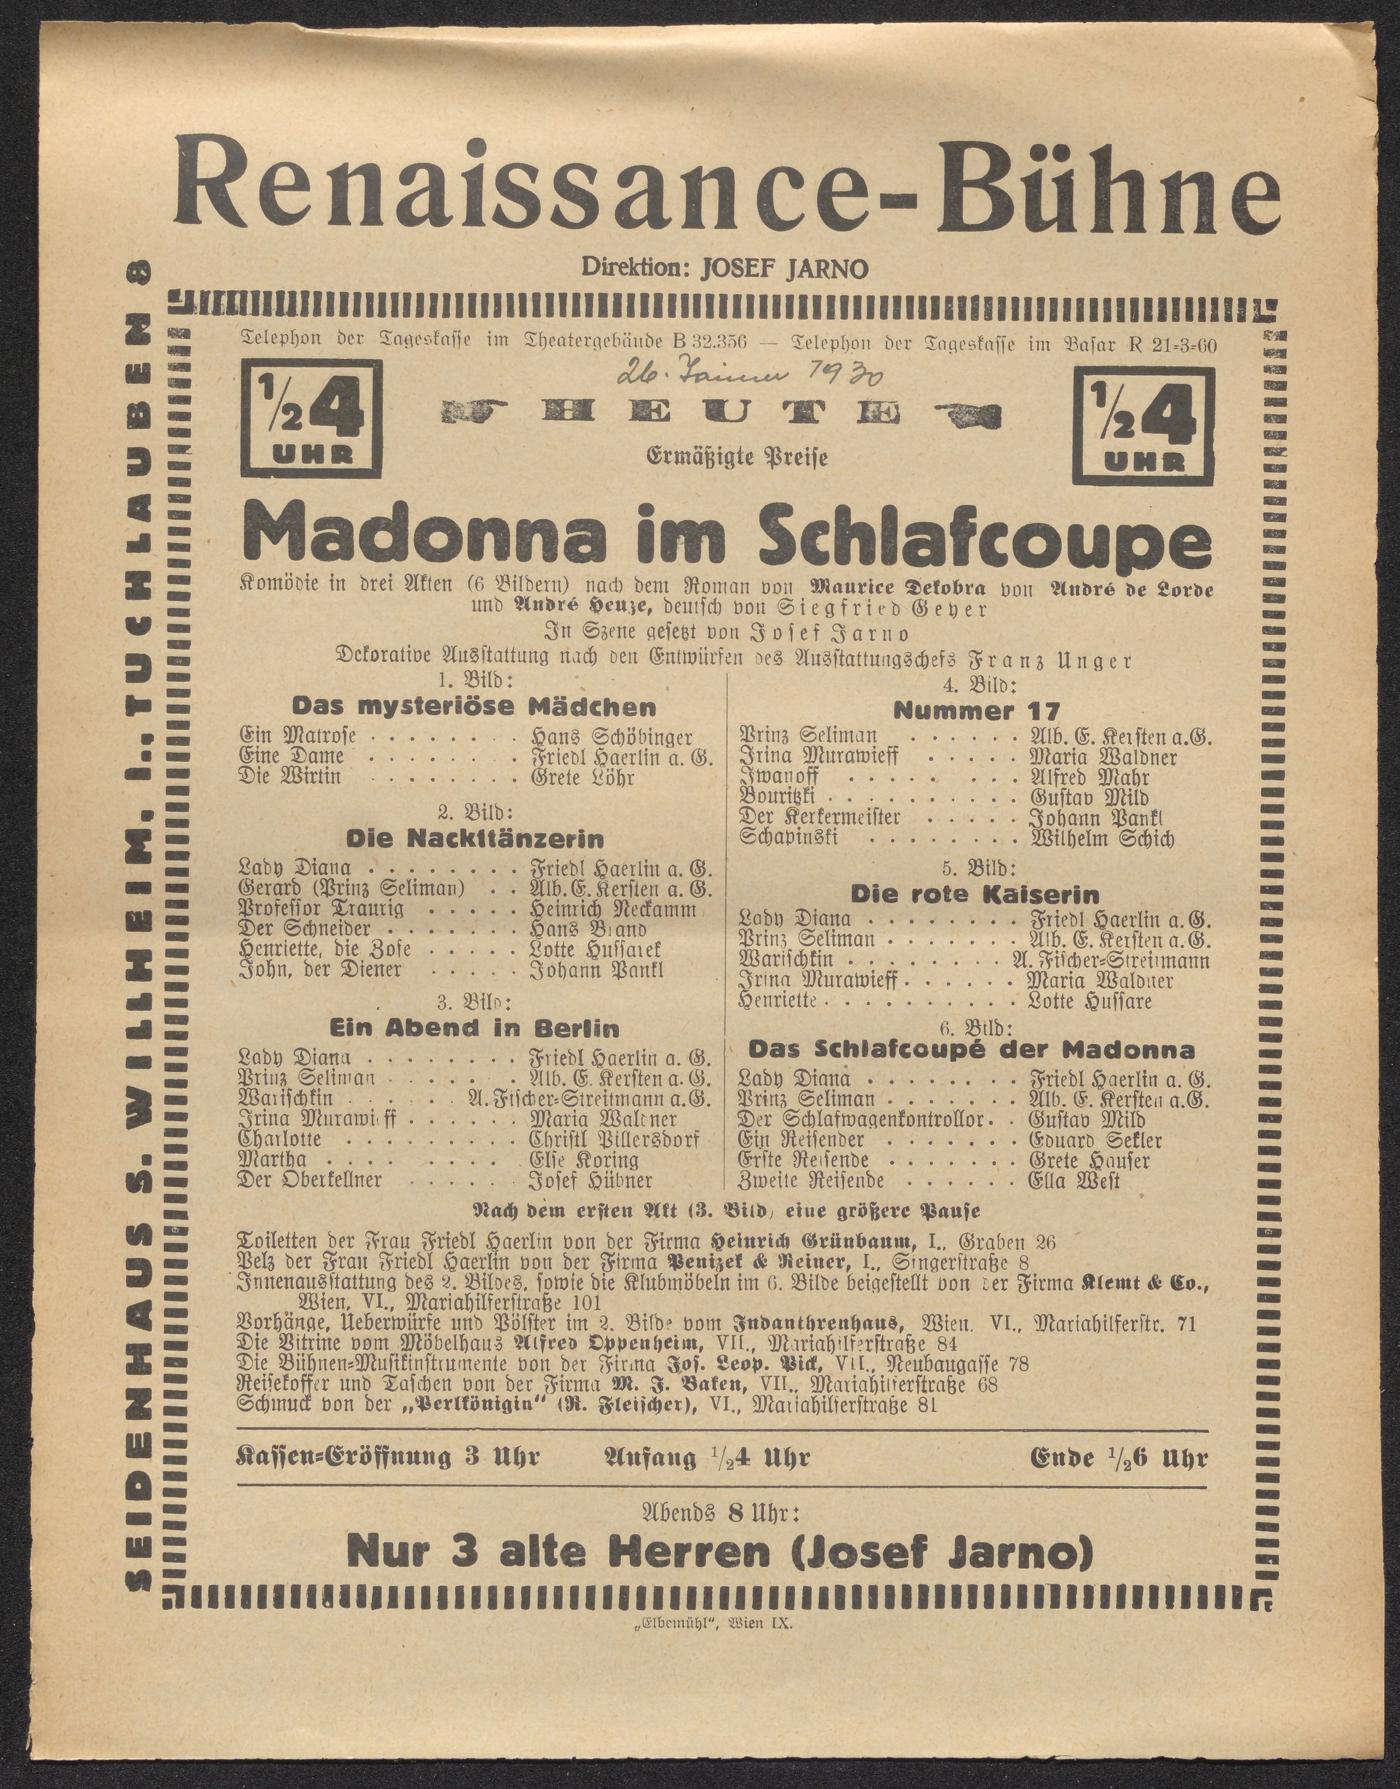 Renaissance-Bühne
Direktion: JOSEF JARNO
SEIDENHAUS S. WILLHEIM, I., TUCHLAUBEN 8
Telephon der Tageskasse im Theatergebäude B 32.356 — Telephon der Tageskasse im Basar R 21-3-60
26. Jänner 1930
1/2 4 UHR
HEUTE
1/2 4 UHR
Ermäßigte Preise
Madonna im Schlafcoupe
Komödie in drei Akten (6 Bildern) nach dem Roman von Maurice Dekobra von André de Lorde
und André Heuze, deutsch von Siegfried Geyer
In Szene gesetzt von Josef Jarno
Dekorative Ausstattung nach den Entwürfen des Ausstattungschefs Franz Unger
1. Bild:
Das mysteriöse Mädchen
Ein Matrose . . . . . . . . Hans Schöbinger
Eine Dame . . . . . . . . Friedl Haerlin a. G.
Die Wirtin . . . . . . . . Grete Löhr
2. Bild:
Die Nackttänzerin
Lady Diana . . . . . . . . Friedl Haerlin a. G.
Gerard (Prinz Seliman) . . Alb. E. Kersten a. G.
Professor Traurig . . . . . Heinrich Neckamm
Der Schneider . . . . . . . Hans Brand
Henriette, die Zofe . . . . . Lotte Hussarek
John, der Diener . . . . . Johann Pankl
3. Bild:
Ein Abend in Berlin
Lady Diana . . . . . . . . Friedl Haerlin a. G.
Prinz Seliman . . . . . . Alb. E. Kersten a. G.
Warischkin . . . . . . A. Fischer-Streitmann a. G.
Irina Murawieff . . . . . . Maria Waldner
Charlotte . . . . . . . . . Christl Pillersdorf
Martha . . . . . . . . Else Koring
Der Oberkellner . . . . . . Josef Hübner
4. Bild:
Nummer 17
Prinz Seliman . . . . . . Alb. E. Kersten a. G.
Irina Murawieff . . . . . Maria Waldner
Iwanoff . . . . . . . . Alfred Mahr
Bouritzki . . . . . . . . . . Gustav Mild
Der Kerkermeister . . . . . Johann Pankl
Schapinski . . . . . . . . Wilhelm Schich
5. Bild:
Die rote Kaiserin
Lady Diana . . . . . . . . Friedl Haerlin a. G.
Prinz Seliman . . . . . . . Alb. E. Kersten a. G.
Warischkin . . . . . . . . A. Fischer-Streitmann
Irina Murawieff . . . . . . Maria Waldner
Henriette . . . . . . . . . . Lotte Hussare
6. Bild:
Das Schlafcoupé der Madonna
Lady Diana . . . . . . . . Friedl Haerlin a. G.
Prinz Seliman . . . . . . . Alb. E. Kersten a. G.
Der Schlafwagenkontrollor . . Gustav Mild
Ein Reisender . . . . . . . Eduard Sekler
Erste Reisende . . . . . . . Grete Hauser
Zweite Reisende . . . . . . Ella West
Nach dem ersten Akt (3. Bild) eine größere Pause
Toiletten der Frau Friedl Haerlin von der Firma Heinrich Grünbaum, I., Graben 26
Pelz der Frau Friedl Haerlin von der Firma Penizek & Reiner, I., Singerstraße 8
Innenausstattung des 2. Bildes, sowie die Klubmöbeln im 6. Bilde beigestellt von der Firma Klemt & Co.,
Wien, VI., Mariahilferstraße 101
Vorhänge, Ueberwürfe und Pölster im 2. Bilde vom Indanthrenhaus, Wien. VI., Mariahilferstr. 71
Die Vitrine vom Möbelhaus Alfred Oppenheim, VII., Mariahilferstraße 84
Die Bühnen-Musikinstrumente von der Firma Jos. Leop. Pick, VII., Neubaugasse 78
Reisekoffer und Taschen von der Firma M. J. Baken, VII., Mariahilferstraße 68
Schmuck von der „Perlkönigin“ (R. Fleischer), VI., Mariahilferstraße 81
Kassen-Eröffnung 3 Uhr Anfang 1/2 4 Uhr Ende 1/2 6 Uhr
Abends 8 Uhr:
Nur 3 alte Herren (Josef Jarno)
„Elbemühl“, Wien IX.